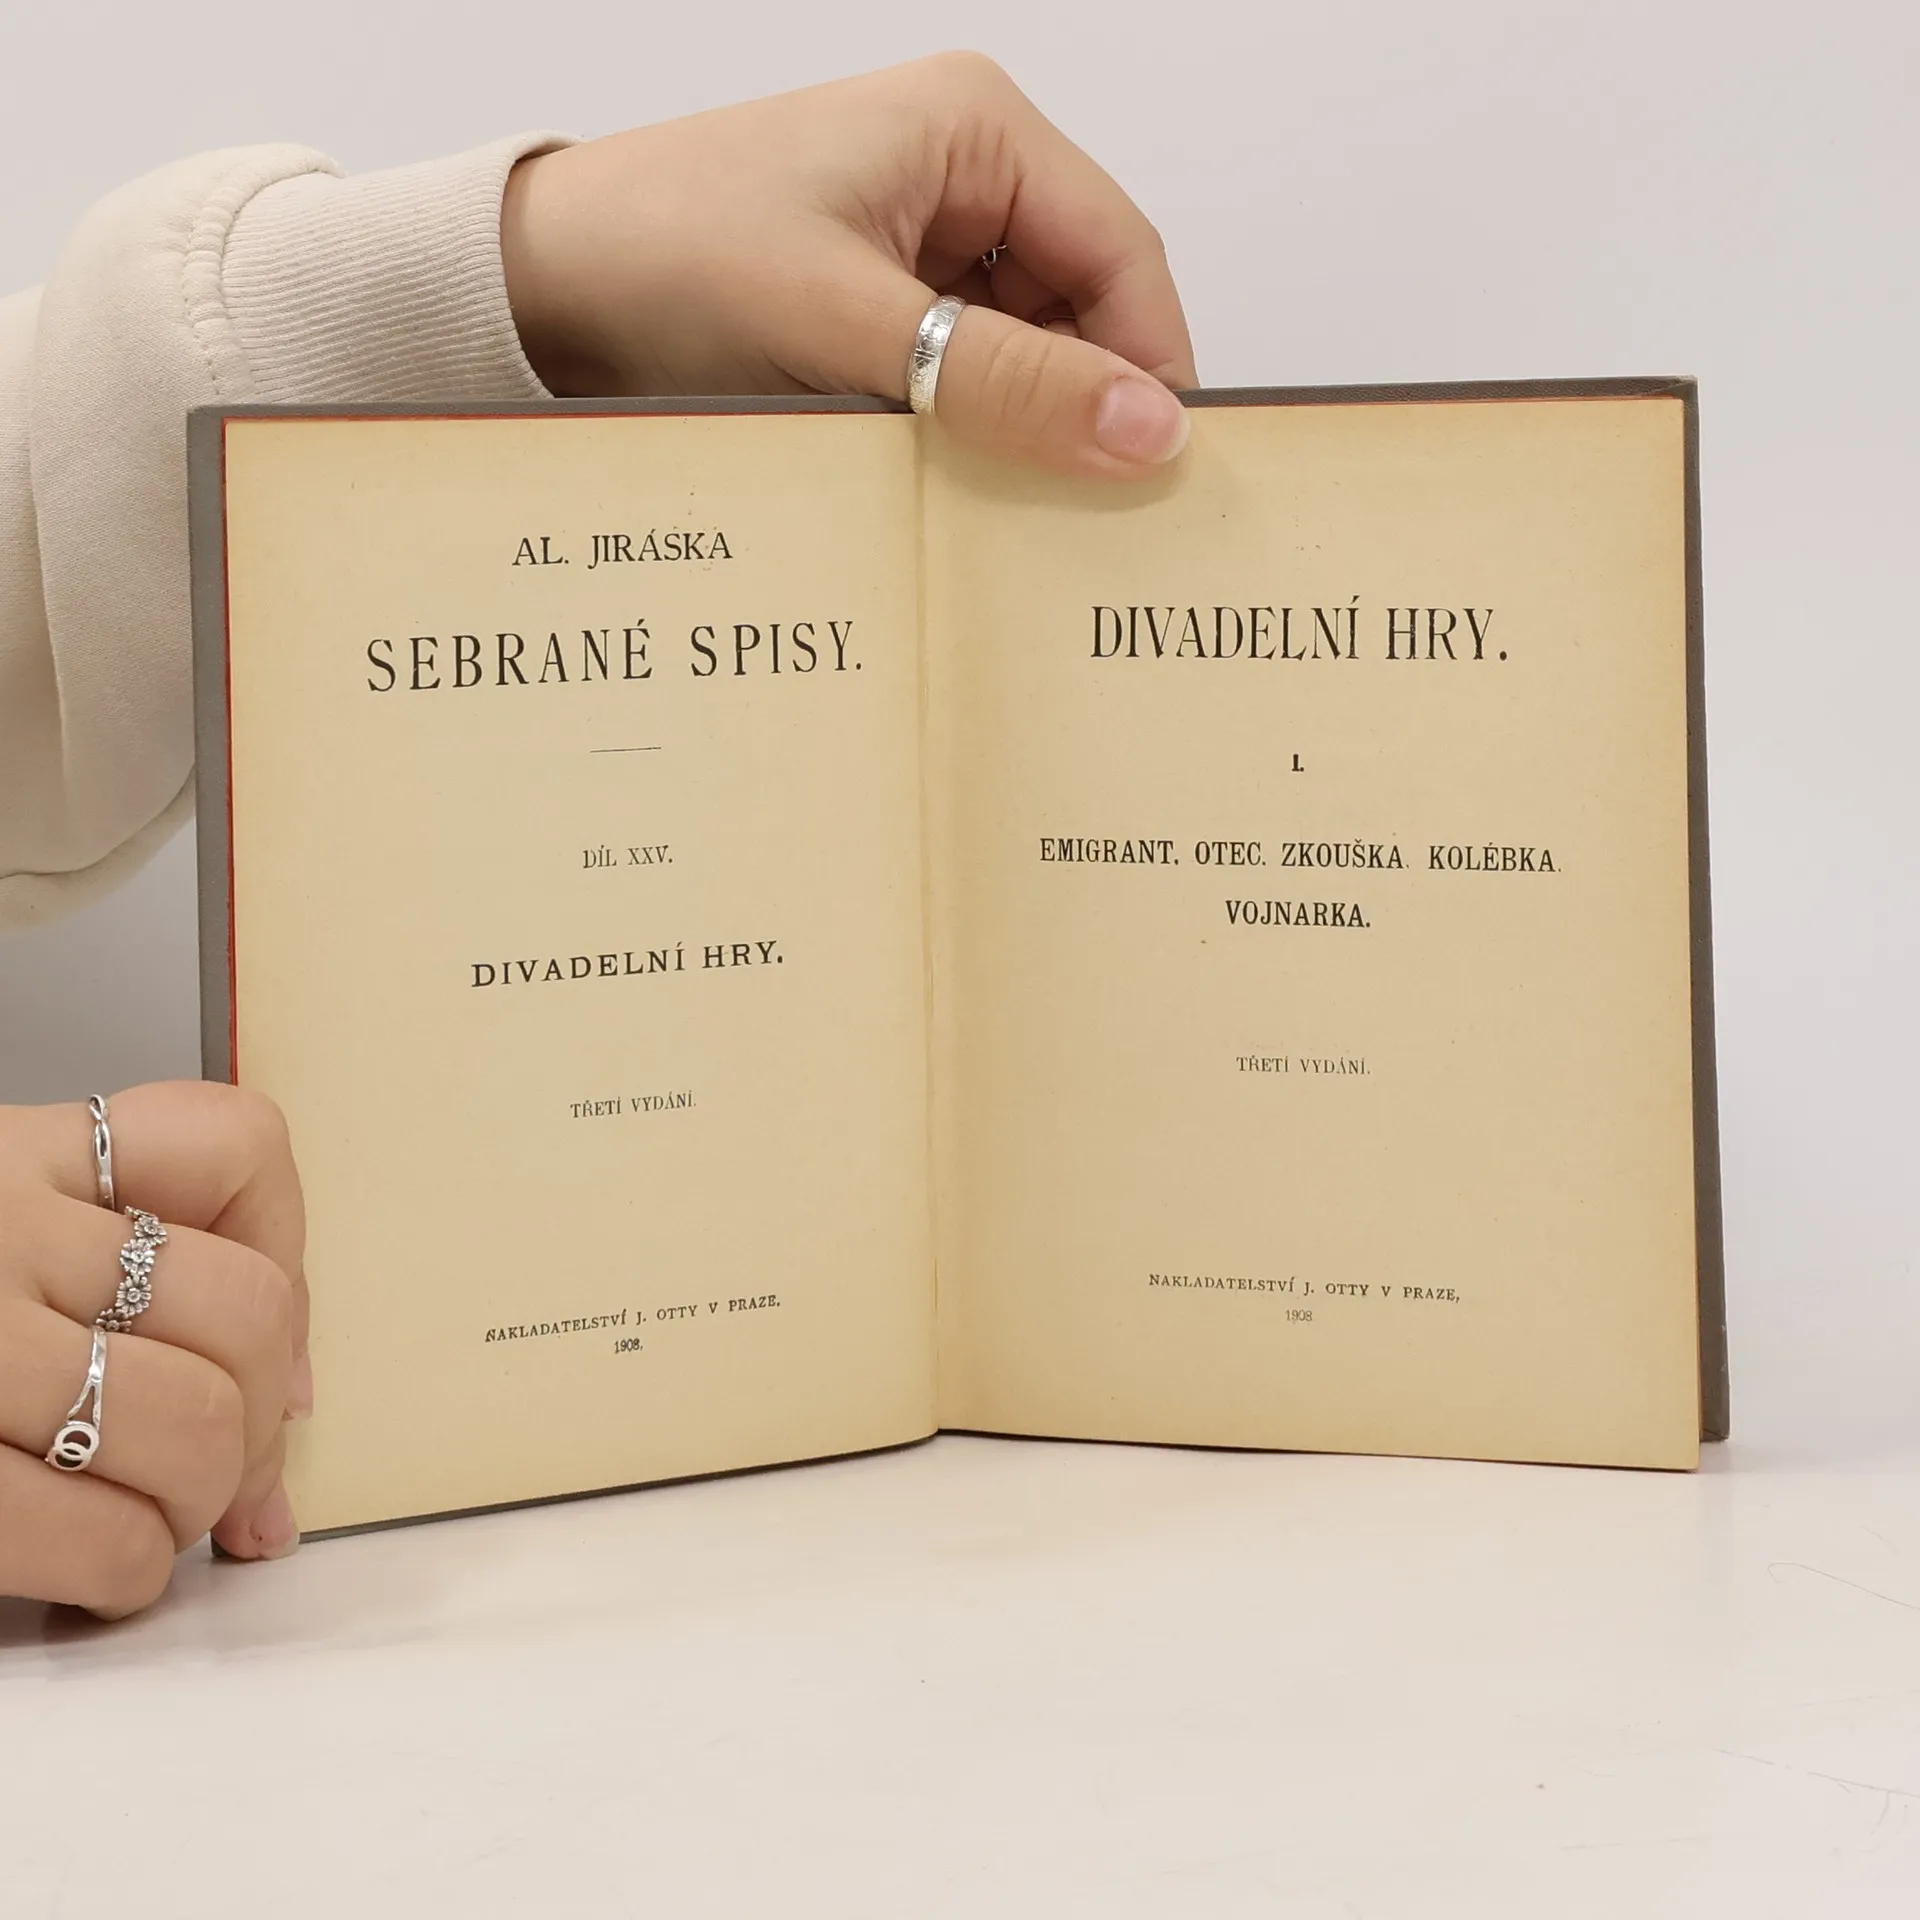 AL. JIRÁSKA
SEBRANÉ SPISY.
DÍL XXV.
DIVADELNÍ HRY.
TŘETÍ VYDÁNÍ.
NAKLADATELSTVÍ J. OTTY V PRAZE.
1908.
DIVADELNÍ HRY.
I.
EMIGRANT. OTEC. ZKOUŠKA. KOLÉBKA.
VOJNARKA.
TŘETÍ VYDÁNÍ.
NAKLADATELSTVÍ J. OTTY V PRAZE,
1908